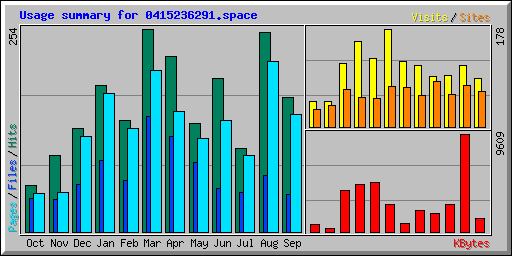 Usage summary for 0415236291.space
Visits / Sites
254
178
Pages / Files / Hits
9609
Oct Nov Dec Jan Feb Mar Apr May Jun Jul Aug Sep
KBytes